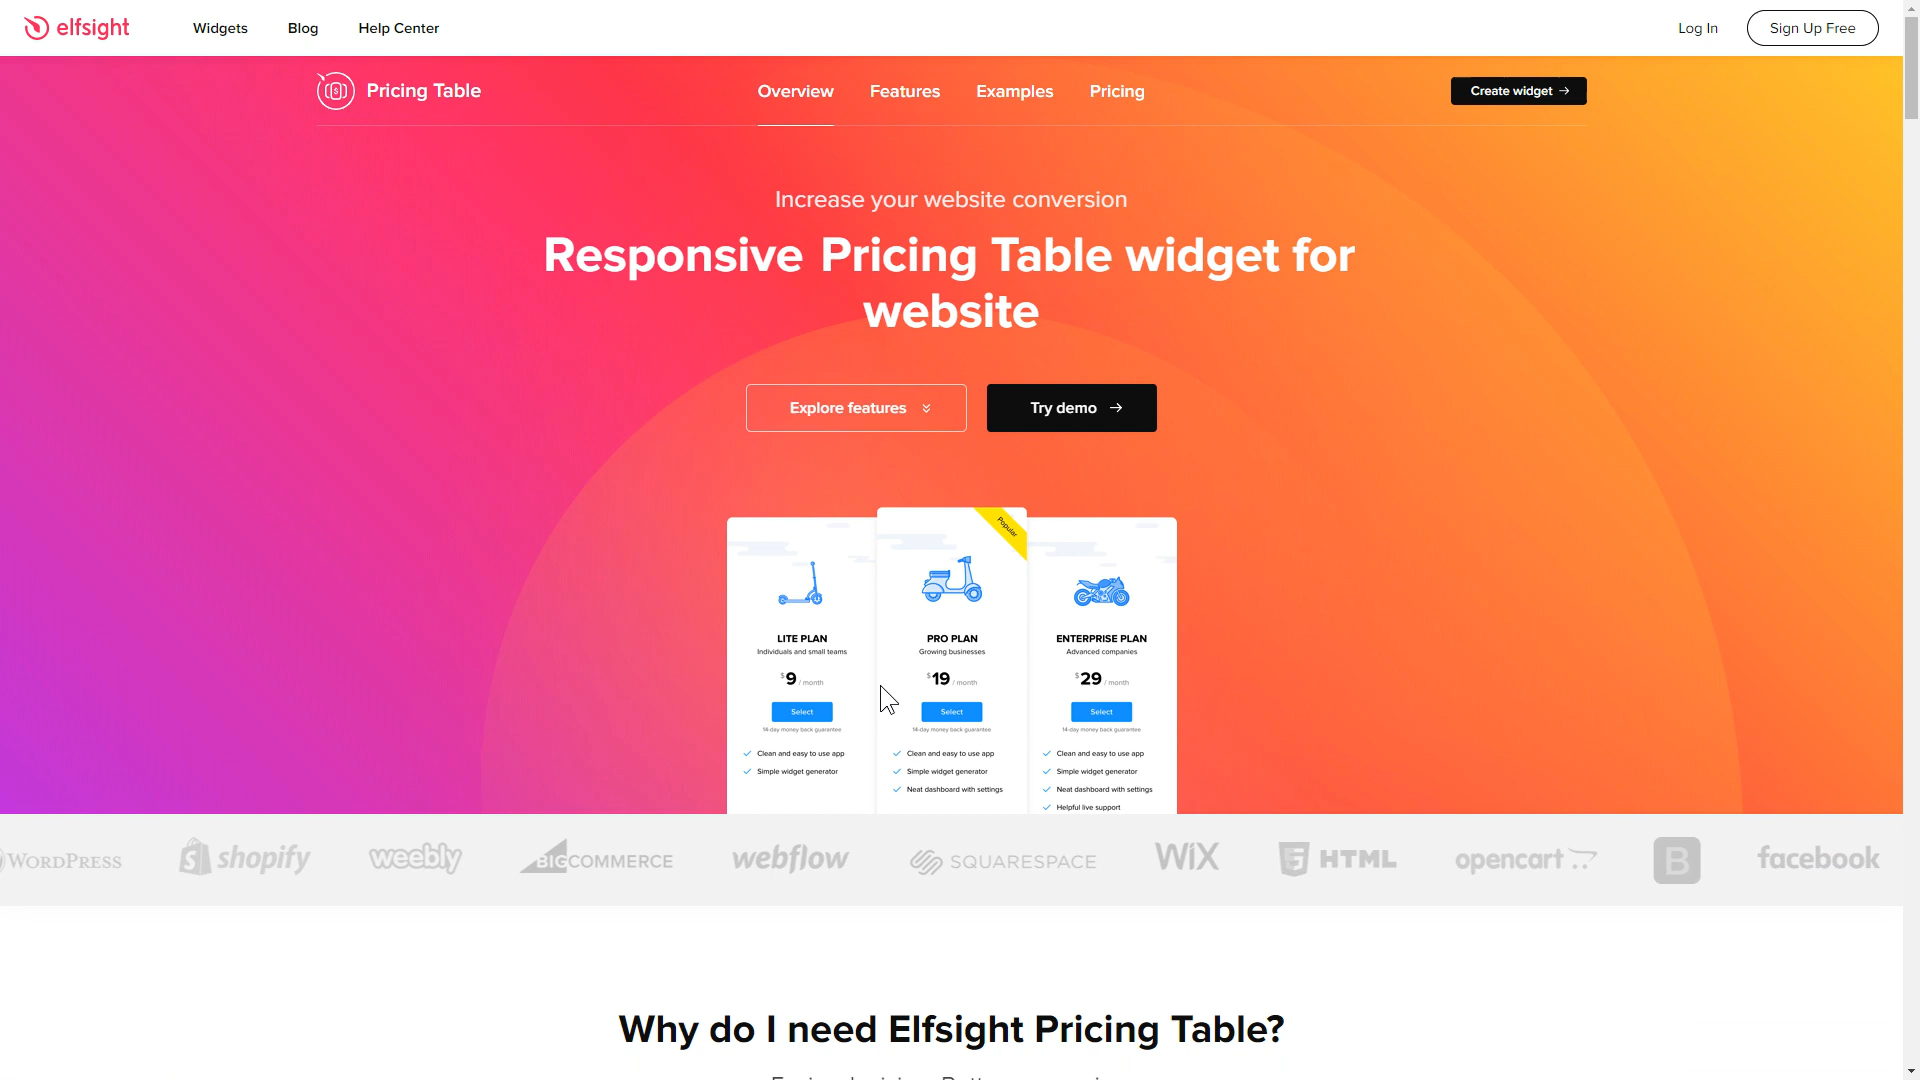 elfsight
Widgets
Blog
Help Center
Log In
Sign Up Free
Pricing Table
Overview
Features
Examples
Pricing
Create widget
Increase your website conversion
Responsive Pricing Table widget for
website
Explore features
Try demo
Popular
LITE PLAN
Individuals and small teams
$9 / month
Select
14-day money back guarantee
Clean and easy to use app
Simple widget generator
PRO PLAN
Growing businesses
$19 / month
Select
14-day money back guarantee
Clean and easy to use app
Simple widget generator
Neat dashboard with settings
ENTERPRISE PLAN
Advanced companies
$29 / month
Select
14-day money back guarantee
Clean and easy to use app
Simple widget generator
Neat dashboard with settings
Helpful live support
WORDPRESS
shopify
weebly
BIGCOMMERCE
webflow
SQUARESPACE
WiX
HTML
opencart
B
facebook
Why do I need Elfsight Pricing Table?